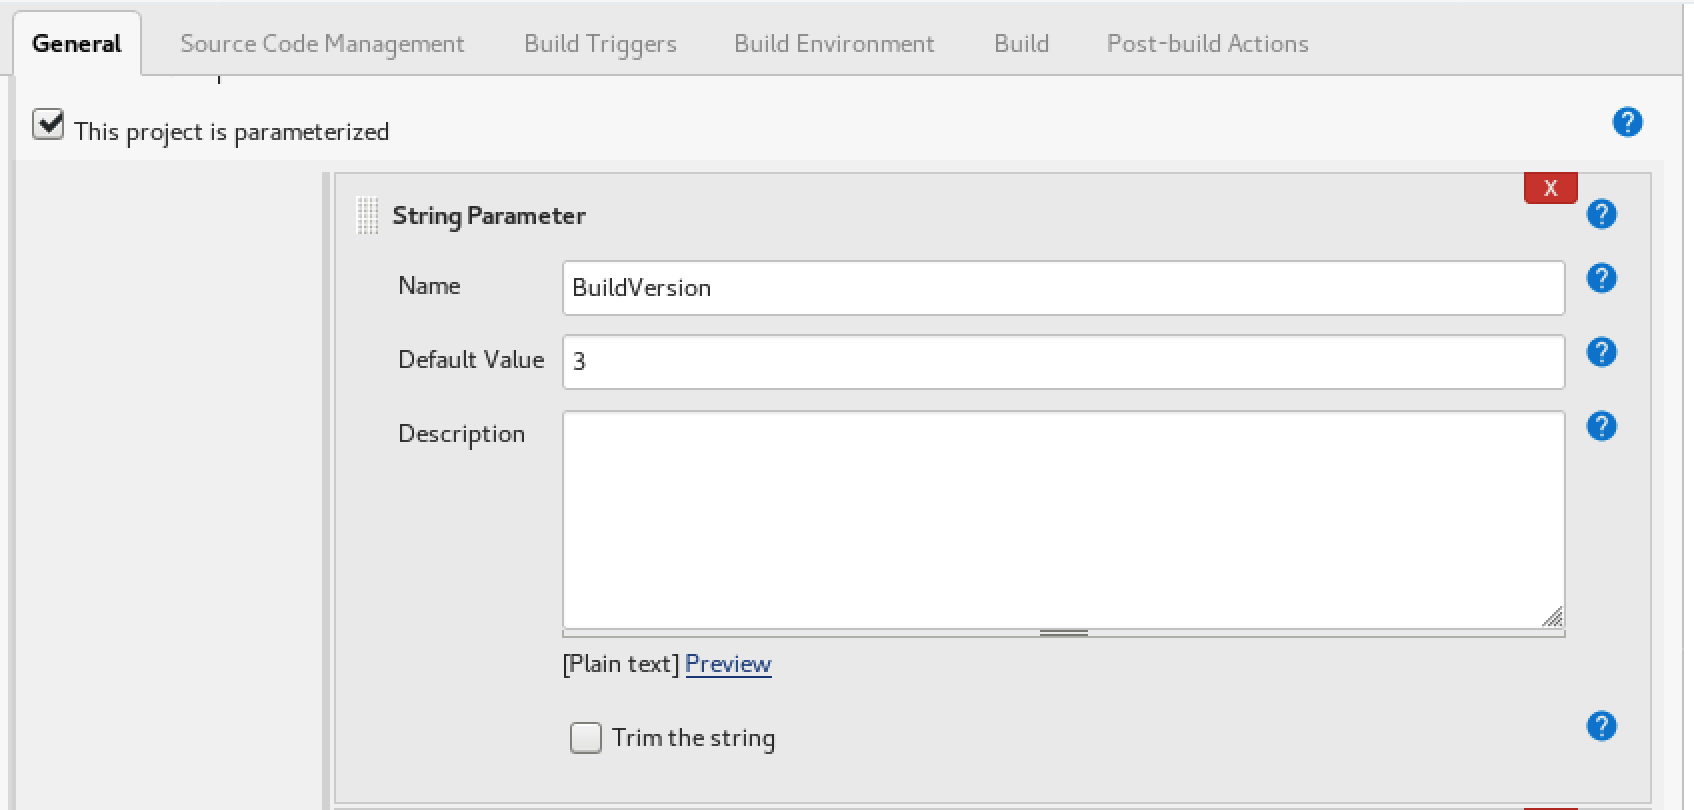 General Source Code Management Build Triggers Build Environment Build Post-build Actions
This project is parameterized ?
X
String Parameter ?
Name BuildVersion ?
Default Value 3 ?
Description ?
[Plain text] Preview
Trim the string ?